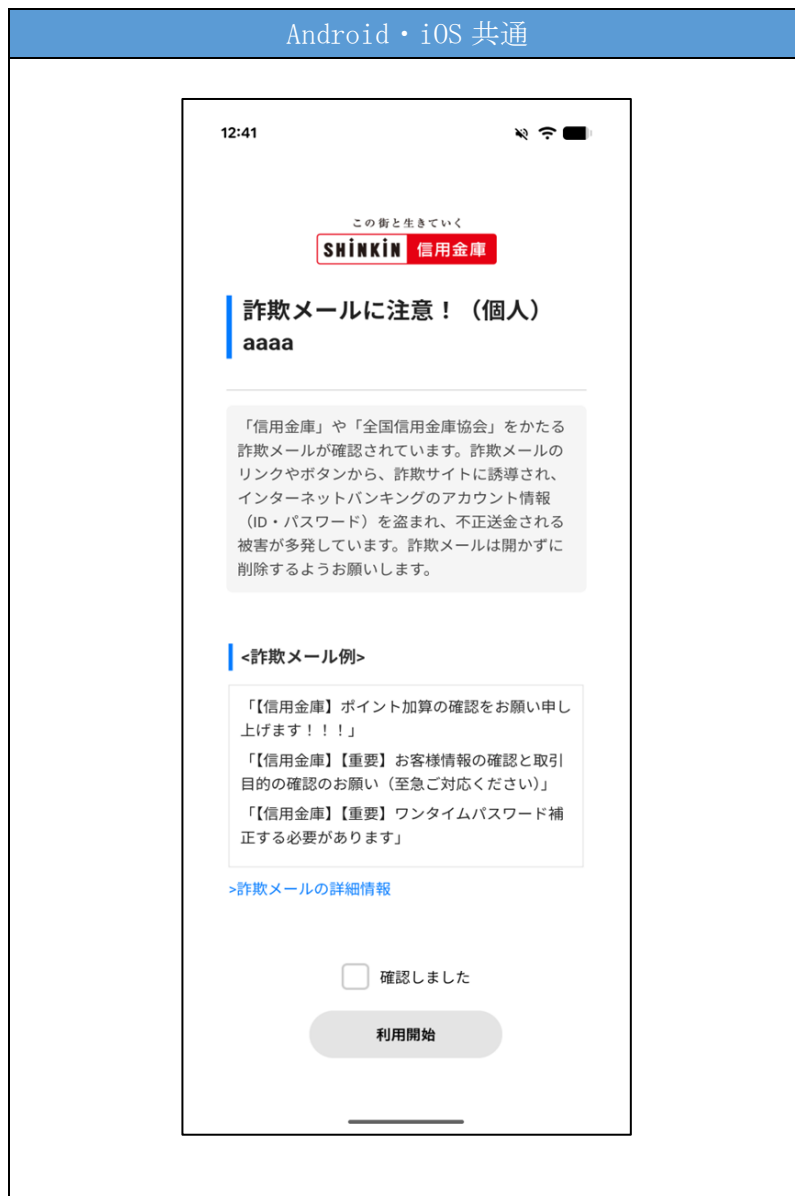 Android・iOS 共通
12:41
この街と生きていく
SHINKIN 信用金庫
詐欺メールに注意！（個人）
aaaa
「信用金庫」や「全国信用金庫協会」をかたる
詐欺メールが確認されています。詐欺メールの
リンクやボタンから、詐欺サイトに誘導され、
インターネットバンキングのアカウント情報
（ID・パスワード）を盗まれ、不正送金される
被害が多発しています。詐欺メールは開かずに
削除するようお願いします。
<詐欺メール例>
「【信用金庫】ポイント加算の確認をお願い申し
上げます！！！」
「【信用金庫】【重要】お客様情報の確認と取引
目的の確認のお願い（至急ご対応ください）」
「【信用金庫】【重要】ワンタイムパスワード補
正する必要があります」
>詐欺メールの詳細情報
確認しました
利用開始